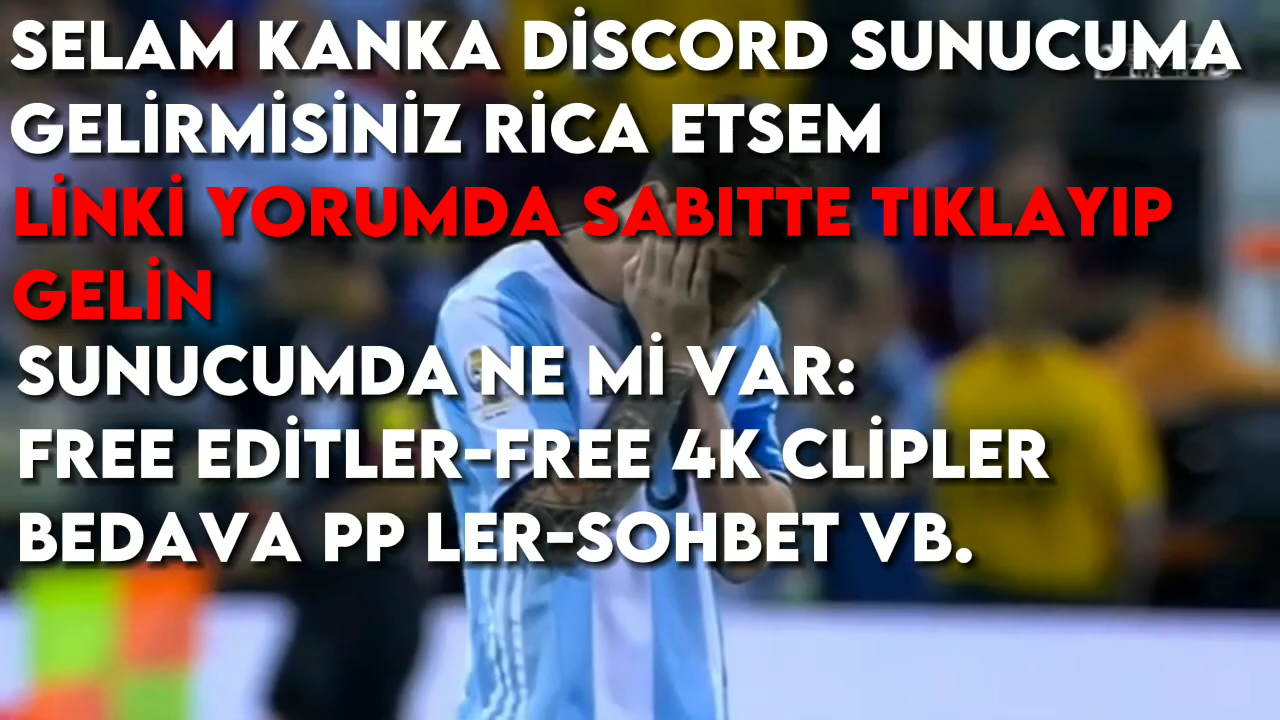 SELAM KANKA DİSCORD SUNUCUMA
GELİRMİSİNİZ RİCA ETSEM
LİNKİ YORUMDA SABITTE TIKLAYIP
GELİN
SUNUCUMDA NE Mİ VAR:
FREE EDİTLER-FREE 4K CLİPLER
BEDAVA PP LER-SOHBET VB.